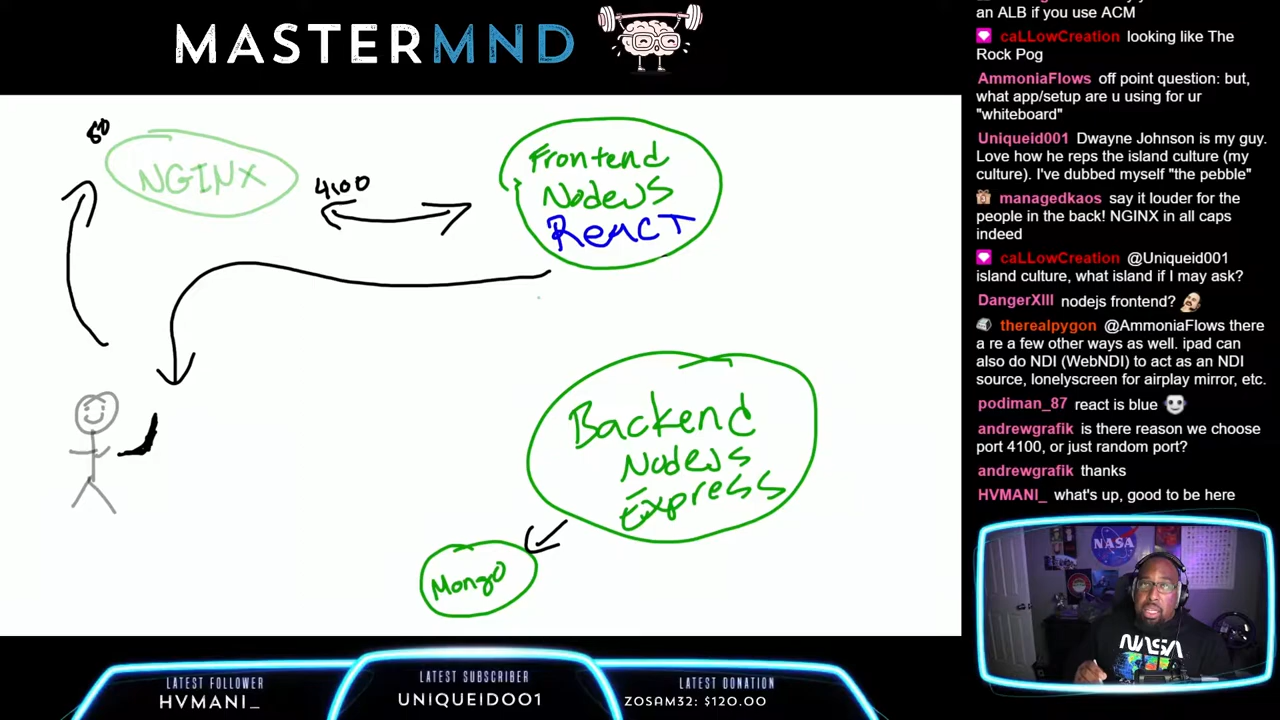 MASTERMND
80
NGINX
4100
Frontend
NodeJS
React
Backend
NodeJS
Express
Mongo
an ALB if you use ACM
caLLowCreation looking like The
Rock Pog
AmmoniaFlows off point question: but,
what app/setup are u using for ur
"whiteboard"
Uniqueid001 Dwayne Johnson is my guy.
Love how he reps the island culture (my
culture). I've dubbed myself "the pebble"
managedkaos say it louder for the
people in the back! NGINX in all caps
indeed
caLLowCreation @Uniqueid001
island culture, what island if I may ask?
DangerXIII nodejs frontend?
therealpygon @AmmoniaFlows there
a re a few other ways as well. ipad can
also do NDI (WebNDI) to act as an NDI
source, lonelyscreen for airplay mirror, etc.
podiman_87 react is blue
andrewgrafik is there reason we choose
port 4100, or just random port?
andrewgrafik thanks
HVMANI_ what's up, good to be here
NASA
NASA
LATEST FOLLOWER
HVMANI_
LATEST SUBSCRIBER
UNIQUEID001
LATEST DONATION
ZOSAM32: $120.00